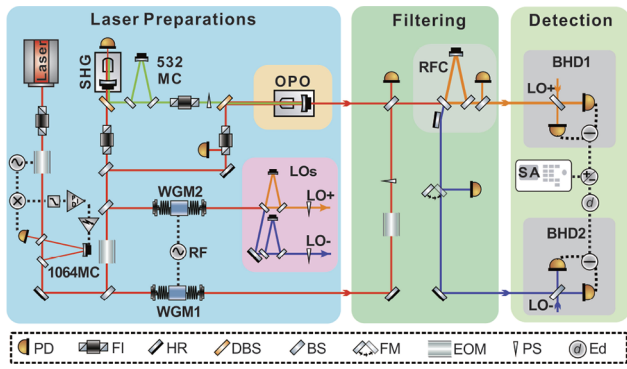 Laser Preparations
Filtering
Detection
Laser
SHG
532
MC
OPO
RFC
BHD1
LO+
SA
+/-
d
LOs
LO+
LO-
WGM2
RF
WGM1
PI
1064MC
BHD2
LO-
PD
FI
HR
DBS
BS
FM
EOM
PS
d
Ed